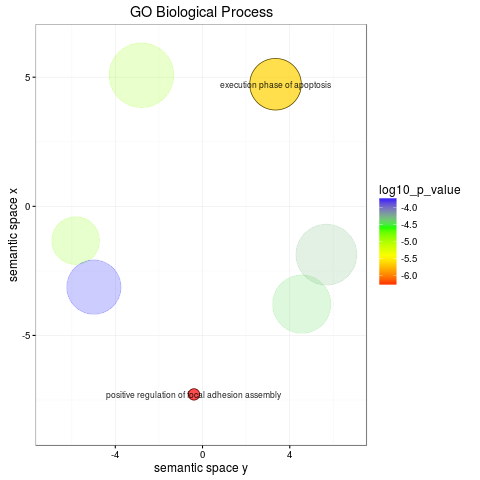 GO Biological Process
execution phase of apoptosis
positive regulation of focal adhesion assembly
5
0
-5
-4
0
4
semantic space x
semantic space y
log10_p_value
-4.0
-4.5
-5.0
-5.5
-6.0